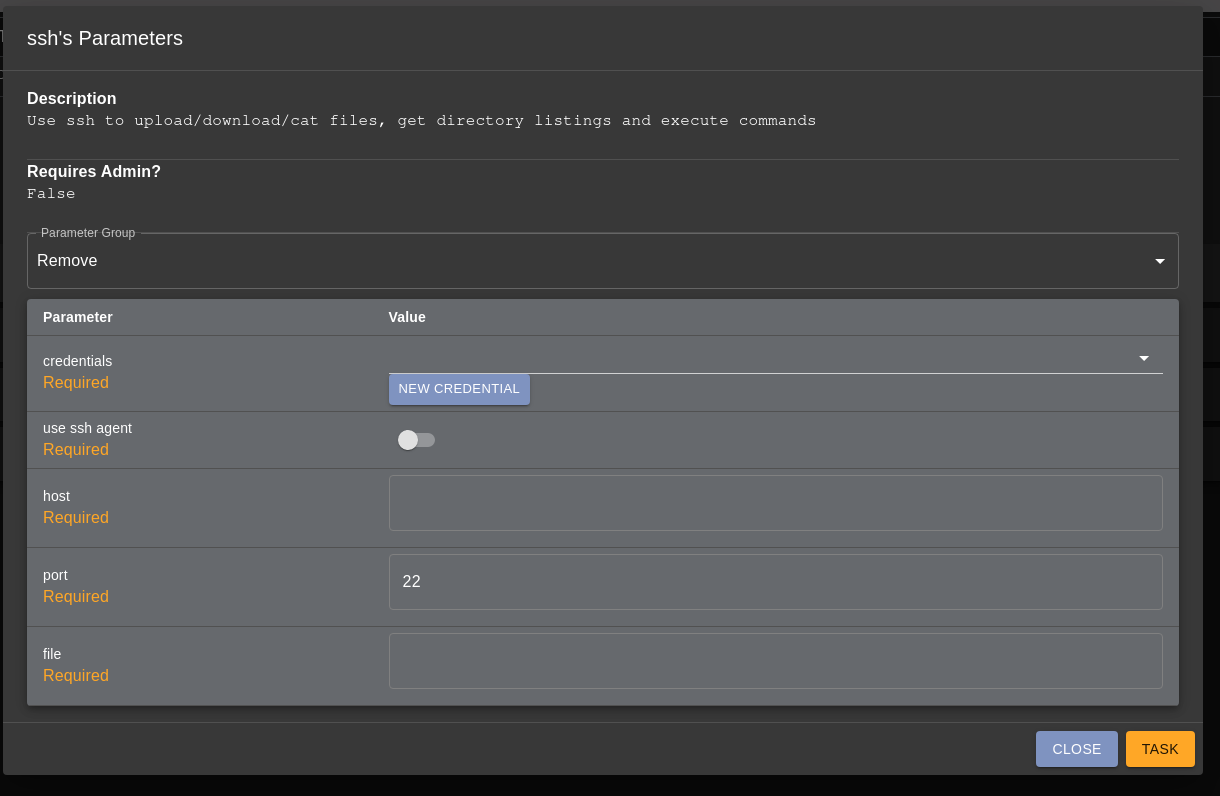 ssh's Parameters
Description
Use ssh to upload/download/cat files, get directory listings and execute commands
Requires Admin?
False
Parameter Group
Remove
Parameter Value
credentials
Required
NEW CREDENTIAL
use ssh agent
Required
host
Required
port
Required
22
file
Required
CLOSE TASK